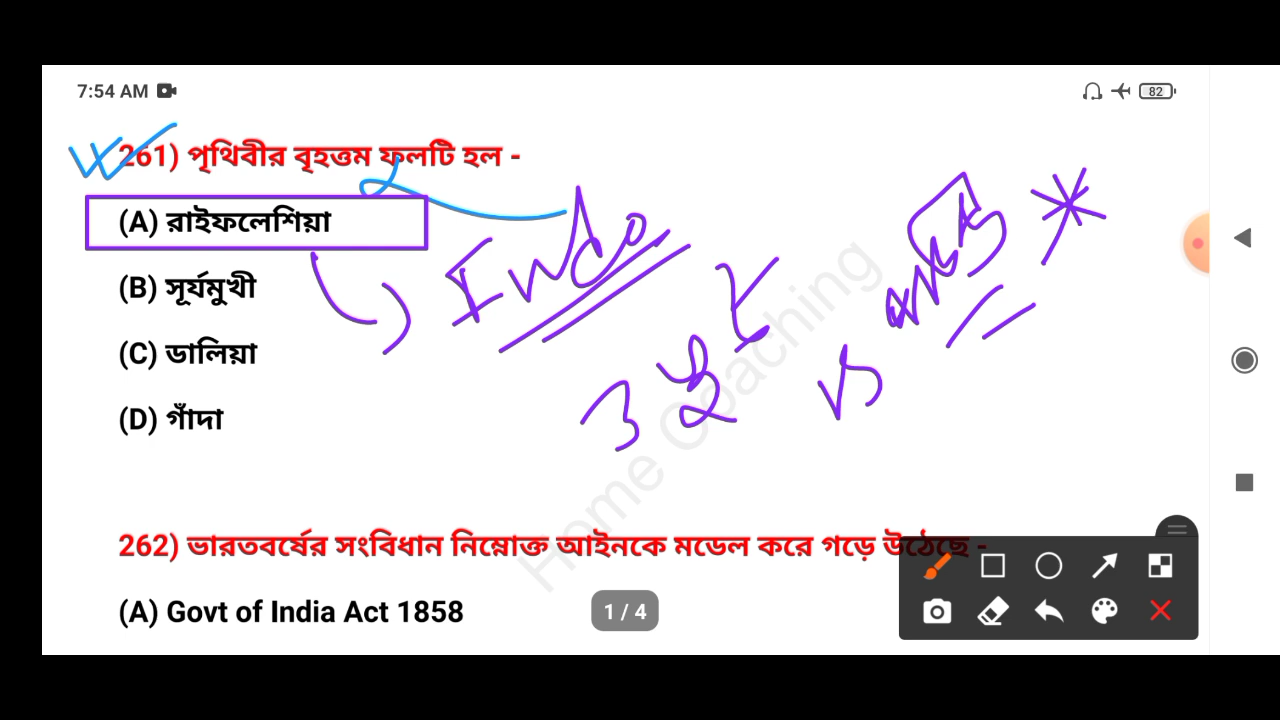 7:54 AM
82
261) পৃথিবীর বৃহত্তম ফুলটি হল -
(A) রাইফলেশিয়া
Indo
(B) সূর্যমুখী
(C) ডালিয়া
(D) গাঁদা
Home Coaching
262) ভারতবর্ষের সংবিধান নিম্নোক্ত আইনকে মডেল করে গড়ে উঠেছে -
(A) Govt of India Act 1858
1 / 4